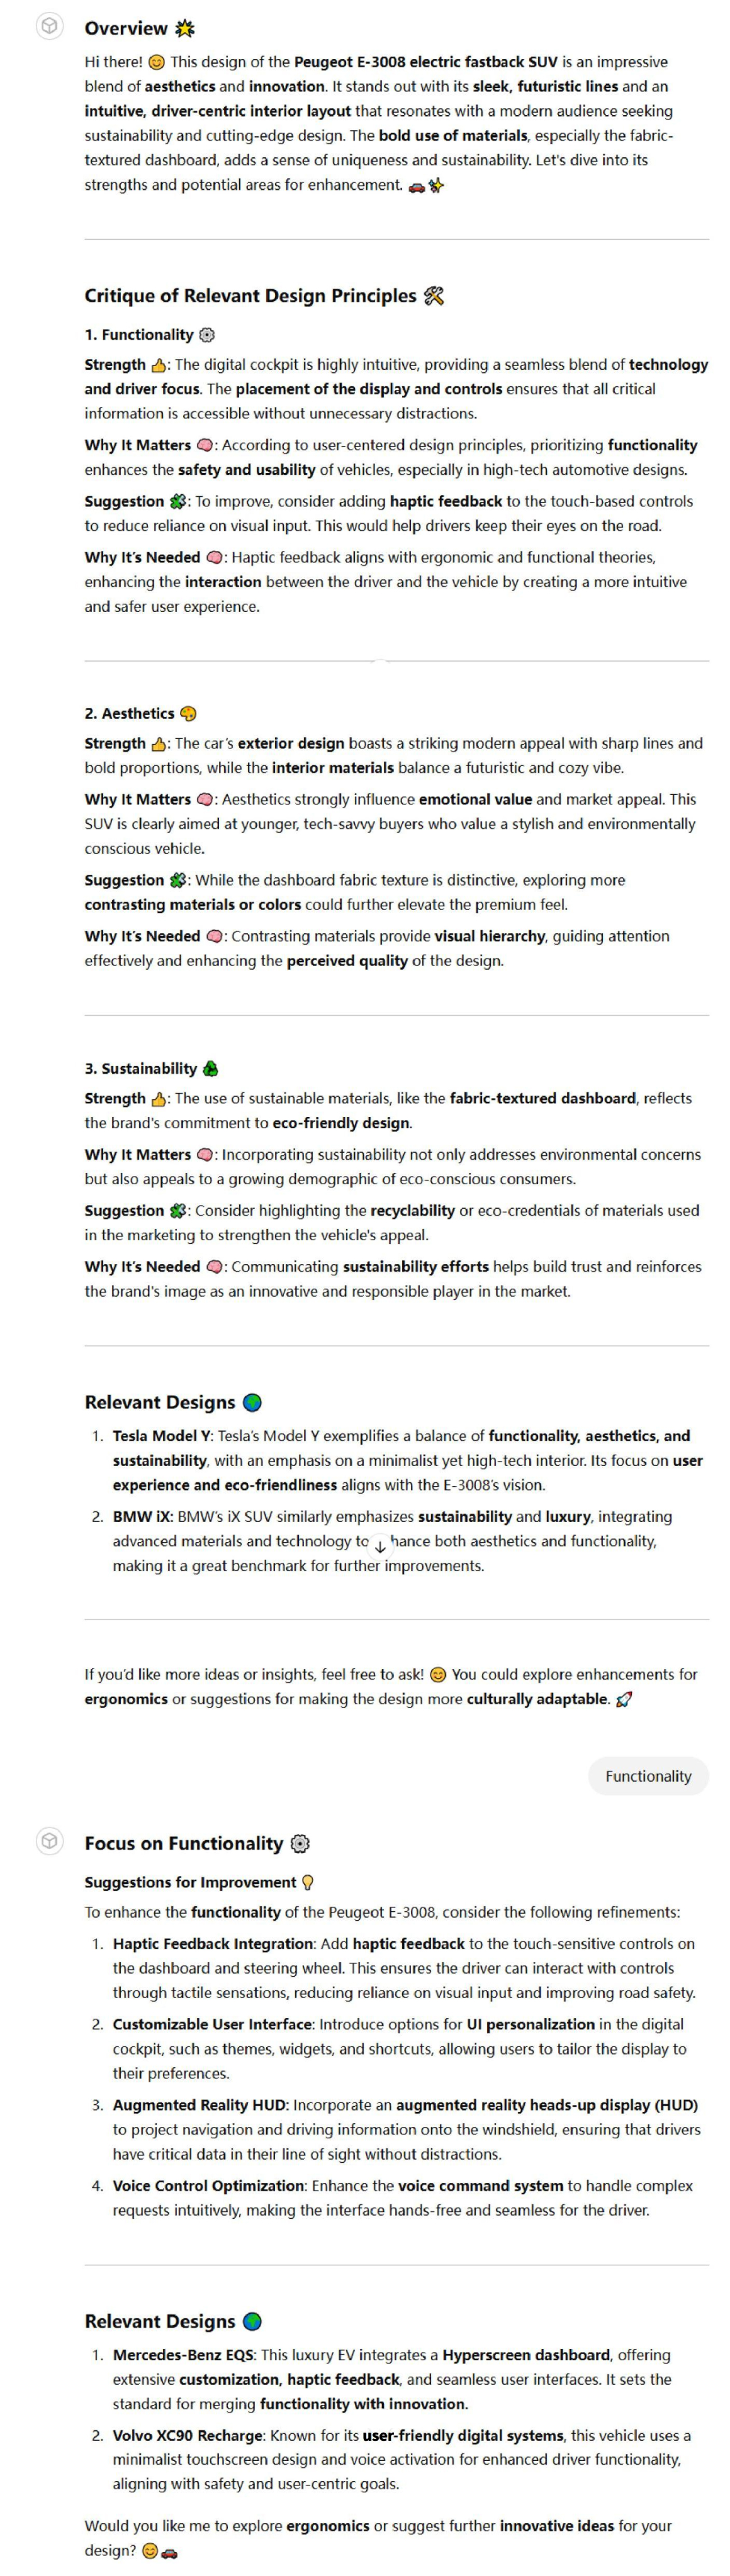 Overview 🌟
Hi there! 😊 This design of the Peugeot E-3008 electric fastback SUV is an impressive
blend of aesthetics and innovation. It stands out with its sleek, futuristic lines and an
intuitive, driver-centric interior layout that resonates with a modern audience seeking
sustainability and cutting-edge design. The bold use of materials, especially the fabric-
textured dashboard, adds a sense of uniqueness and sustainability. Let's dive into its
strengths and potential areas for enhancement. 🚗✨
Critique of Relevant Design Principles 🛠️
1. Functionality ⚙️
Strength 👍: The digital cockpit is highly intuitive, providing a seamless blend of technology
and driver focus. The placement of the display and controls ensures that all critical
information is accessible without unnecessary distractions.
Why It Matters 🧠: According to user-centered design principles, prioritizing functionality
enhances the safety and usability of vehicles, especially in high-tech automotive designs.
Suggestion 🧩: To improve, consider adding haptic feedback to the touch-based controls
to reduce reliance on visual input. This would help drivers keep their eyes on the road.
Why It's Needed 🧠: Haptic feedback aligns with ergonomic and functional theories,
enhancing the interaction between the driver and the vehicle by creating a more intuitive
and safer user experience.
2. Aesthetics 🎨
Strength 👍: The car's exterior design boasts a striking modern appeal with sharp lines and
bold proportions, while the interior materials balance a futuristic and cozy vibe.
Why It Matters 🧠: Aesthetics strongly influence emotional value and market appeal. This
SUV is clearly aimed at younger, tech-savvy buyers who value a stylish and environmentally
conscious vehicle.
Suggestion 🧩: While the dashboard fabric texture is distinctive, exploring more
contrasting materials or colors could further elevate the premium feel.
Why It's Needed 🧠: Contrasting materials provide visual hierarchy, guiding attention
effectively and enhancing the perceived quality of the design.
3. Sustainability ♻️
Strength 👍: The use of sustainable materials, like the fabric-textured dashboard, reflects
the brand's commitment to eco-friendly design.
Why It Matters 🧠: Incorporating sustainability not only addresses environmental concerns
but also appeals to a growing demographic of eco-conscious consumers.
Suggestion 🧩: Consider highlighting the recyclability or eco-credentials of materials used
in the marketing to strengthen the vehicle's appeal.
Why It's Needed 🧠: Communicating sustainability efforts helps build trust and reinforces
the brand's image as an innovative and responsible player in the market.
Relevant Designs 🌍
1. Tesla Model Y: Tesla's Model Y exemplifies a balance of functionality, aesthetics, and
sustainability, with an emphasis on a minimalist yet high-tech interior. Its focus on user
experience and eco-friendliness aligns with the E-3008's vision.
2. BMW iX: BMW's iX SUV similarly emphasizes sustainability and luxury, integrating
advanced materials and technology to hance both aesthetics and functionality,
making it a great benchmark for further improvements.
If you'd like more ideas or insights, feel free to ask! 😊 You could explore enhancements for
ergonomics or suggestions for making the design more culturally adaptable. 🚀
Functionality
Focus on Functionality ⚙️
Suggestions for Improvement 💡
To enhance the functionality of the Peugeot E-3008, consider the following refinements:
1. Haptic Feedback Integration: Add haptic feedback to the touch-sensitive controls on
the dashboard and steering wheel. This ensures the driver can interact with controls
through tactile sensations, reducing reliance on visual input and improving road safety.
2. Customizable User Interface: Introduce options for UI personalization in the digital
cockpit, such as themes, widgets, and shortcuts, allowing users to tailor the display to
their preferences.
3. Augmented Reality HUD: Incorporate an augmented reality heads-up display (HUD)
to project navigation and driving information onto the windshield, ensuring that drivers
have critical data in their line of sight without distractions.
4. Voice Control Optimization: Enhance the voice command system to handle complex
requests intuitively, making the interface hands-free and seamless for the driver.
Relevant Designs 🌍
1. Mercedes-Benz EQS: This luxury EV integrates a Hyperscreen dashboard, offering
extensive customization, haptic feedback, and seamless user interfaces. It sets the
standard for merging functionality with innovation.
2. Volvo XC90 Recharge: Known for its user-friendly digital systems, this vehicle uses a
minimalist touchscreen design and voice activation for enhanced driver functionality,
aligning with safety and user-centric goals.
Would you like me to explore ergonomics or suggest further innovative ideas for your
design? 😊🚗